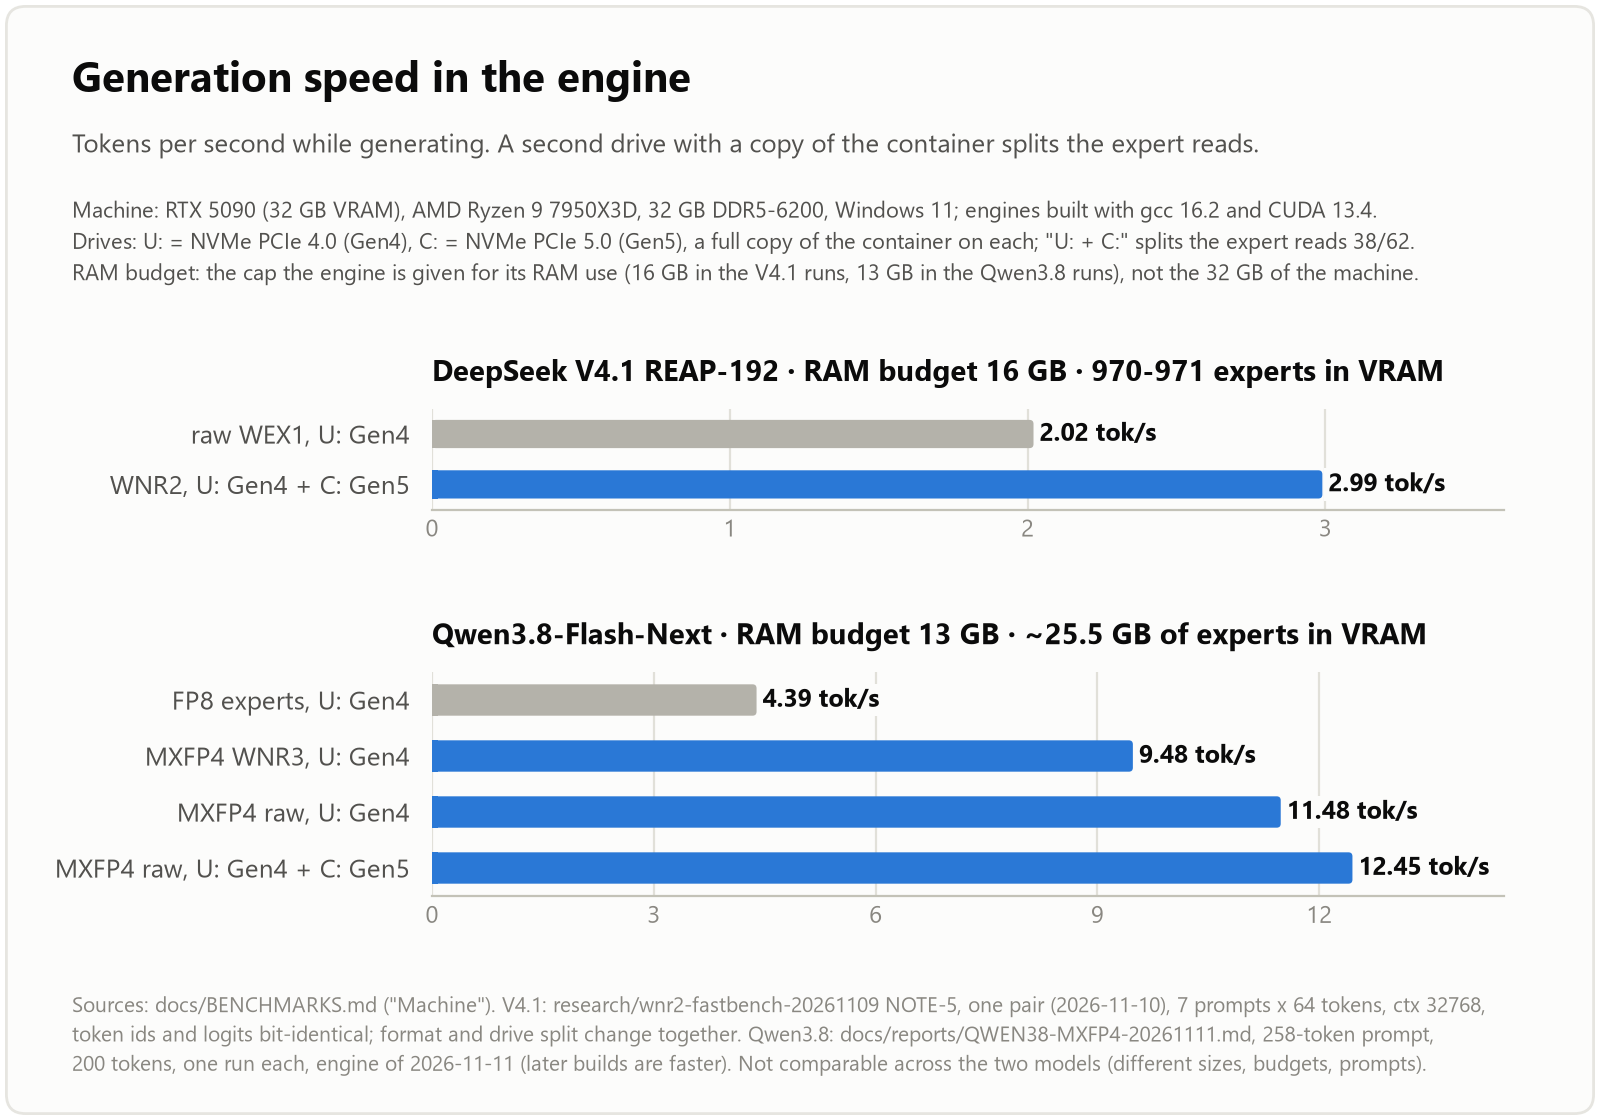 Generation speed in the engine
Tokens per second while generating. A second drive with a copy of the container splits the expert reads.
Machine: RTX 5090 (32 GB VRAM), AMD Ryzen 9 7950X3D, 32 GB DDR5-6200, Windows 11; engines built with gcc 16.2 and CUDA 13.4.
Drives: U: = NVMe PCIe 4.0 (Gen4), C: = NVMe PCIe 5.0 (Gen5), a full copy of the container on each; "U: + C:" splits the expert reads 38/62.
RAM budget: the cap the engine is given for its RAM use (16 GB in the V4.1 runs, 13 GB in the Qwen3.8 runs), not the 32 GB of the machine.
DeepSeek V4.1 REAP-192 · RAM budget 16 GB · 970-971 experts in VRAM
raw WEX1, U: Gen4 2.02 tok/s
WNR2, U: Gen4 + C: Gen5 2.99 tok/s
0 1 2 3
Qwen3.8-Flash-Next · RAM budget 13 GB · ~25.5 GB of experts in VRAM
FP8 experts, U: Gen4 4.39 tok/s
MXFP4 WNR3, U: Gen4 9.48 tok/s
MXFP4 raw, U: Gen4 11.48 tok/s
MXFP4 raw, U: Gen4 + C: Gen5 12.45 tok/s
0 3 6 9 12
Sources: docs/BENCHMARKS.md ("Machine"). V4.1: research/wnr2-fastbench-20261109 NOTE-5, one pair (2026-11-10), 7 prompts x 64 tokens, ctx 32768,
token ids and logits bit-identical; format and drive split change together. Qwen3.8: docs/reports/QWEN38-MXFP4-20261111.md, 258-token prompt,
200 tokens, one run each, engine of 2026-11-11 (later builds are faster). Not comparable across the two models (different sizes, budgets, prompts).